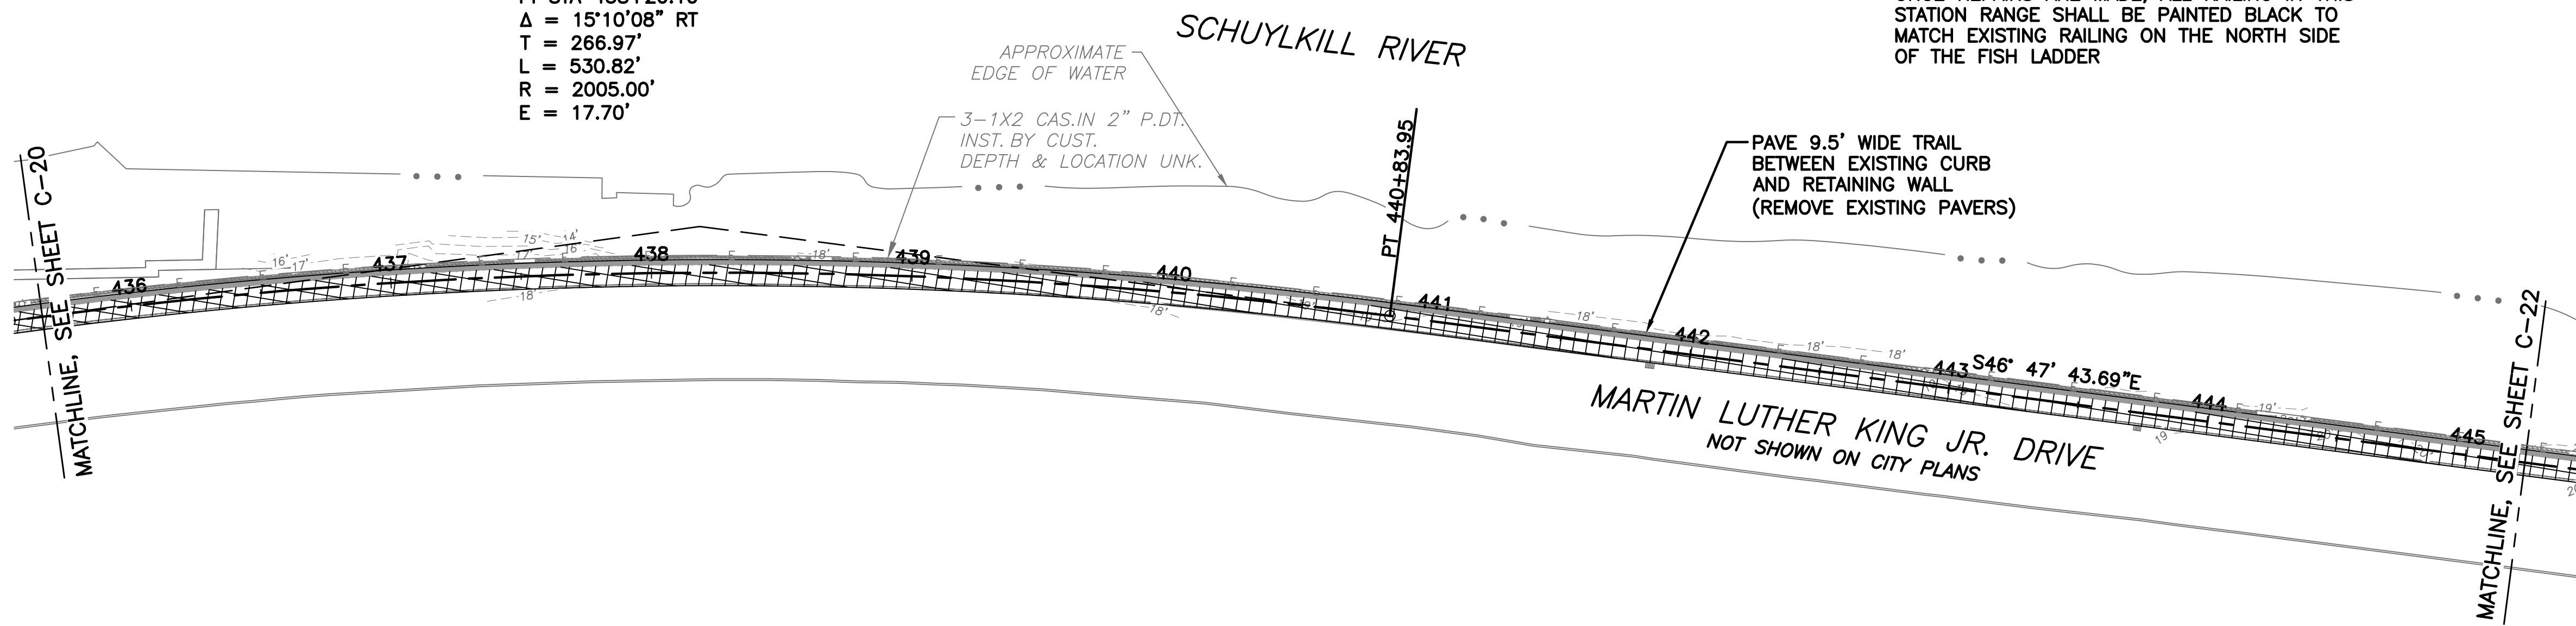 Δ = 15°10'08" RT
T = 266.97'
L = 530.82'
R = 2005.00'
E = 17.70'
SCHUYLKILL RIVER
STATION RANGE SHALL BE PAINTED BLACK TO
MATCH EXISTING RAILING ON THE NORTH SIDE
OF THE FISH LADDER
APPROXIMATE
EDGE OF WATER
3-1X2 CAS.IN 2" P.DT.
INST. BY CUST.
DEPTH & LOCATION UNK.
PT 440+83.95
PAVE 9.5' WIDE TRAIL
BETWEEN EXISTING CURB
AND RETAINING WALL
(REMOVE EXISTING PAVERS)
MATCHLINE, SEE SHEET C-20
436
437
438
439
440
441
442
443
444
445
16'
17'
15'
14'
16'
17'
18'
18'
18'
18'
18'
18'
19'
19
S46° 47' 43.69"E
MARTIN LUTHER KING JR. DRIVE
NOT SHOWN ON CITY PLANS
MATCHLINE, SEE SHEET C-22